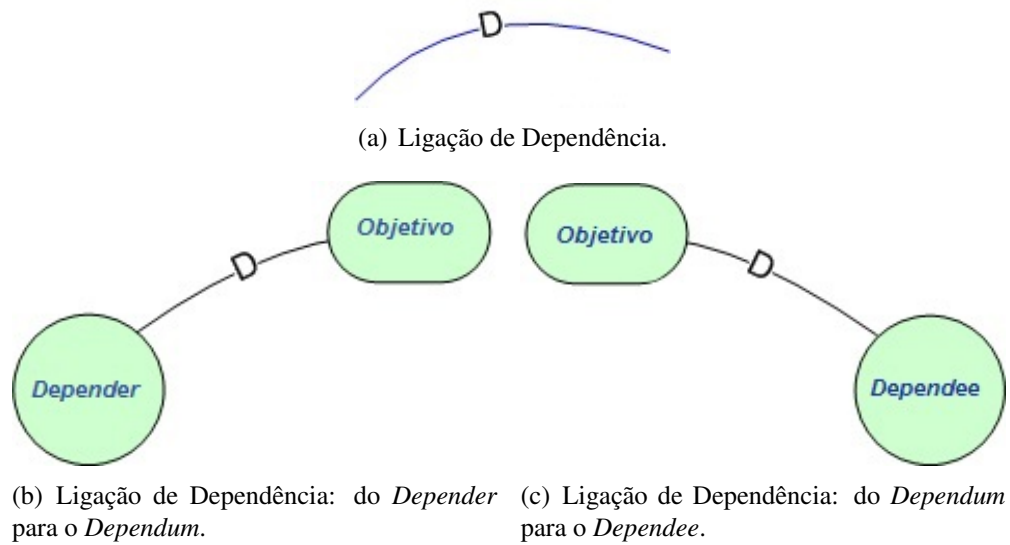 D
(a) Ligação de Dependência.
Objetivo
Objetivo
D
D
Depender
Dependee
(b) Ligação de Dependência: do Depender
para o Dependum.
(c) Ligação de Dependência: do Dependum
para o Dependee.